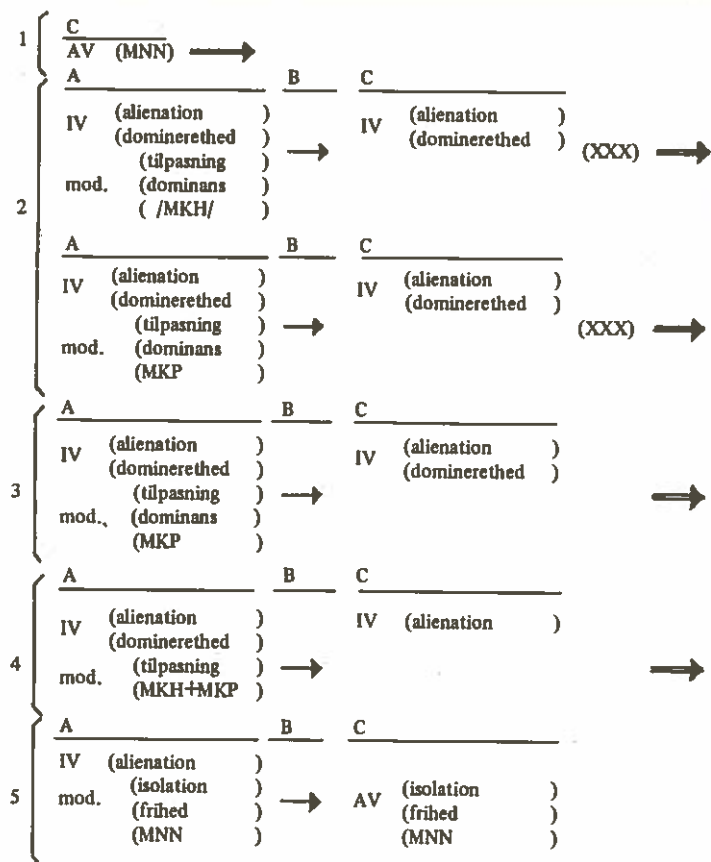 1 C
AV (MNN)
A B C
IV (alienation ) IV (alienation )
(dominerethed ) (dominerethed )
(tilpasning ) (XXX)
mod. (dominans )
2 ( /MKH/ )
A B C
IV (alienation ) IV (alienation )
(dominerethed ) (dominerethed )
(tilpasning ) (XXX)
mod. (dominans )
(MKP )
A B C
IV (alienation ) IV (alienation )
(dominerethed ) (dominerethed )
3 (tilpasning )
mod., (dominans )
(MKP )
A B C
IV (alienation ) IV (alienation )
(dominerethed )
4 (tilpasning )
mod. (MKH+MKP )
A B C
IV (alienation )
5 mod. (isolation ) AV (isolation )
(frihed ) (frihed )
(MNN ) (MNN )